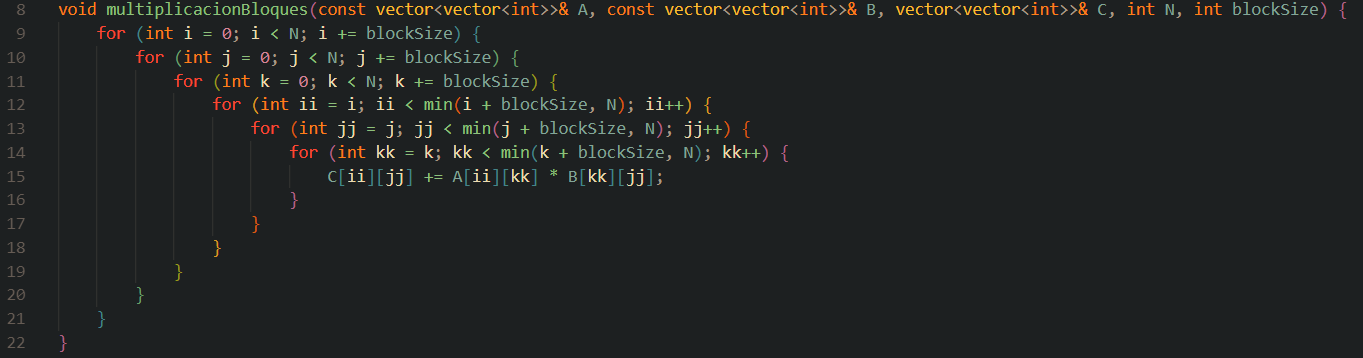 8 void multiplicacionBloques(const vector<vector<int>>& A, const vector<vector<int>>& B, vector<vector<int>>& C, int N, int blockSize) {
9 for (int i = 0; i < N; i += blockSize) {
10 for (int j = 0; j < N; j += blockSize) {
11 for (int k = 0; k < N; k += blockSize) {
12 for (int ii = i; ii < min(i + blockSize, N); ii++) {
13 for (int jj = j; jj < min(j + blockSize, N); jj++) {
14 for (int kk = k; kk < min(k + blockSize, N); kk++) {
15 C[ii][jj] += A[ii][kk] * B[kk][jj];
16 }
17 }
18 }
19 }
20 }
21 }
22 }